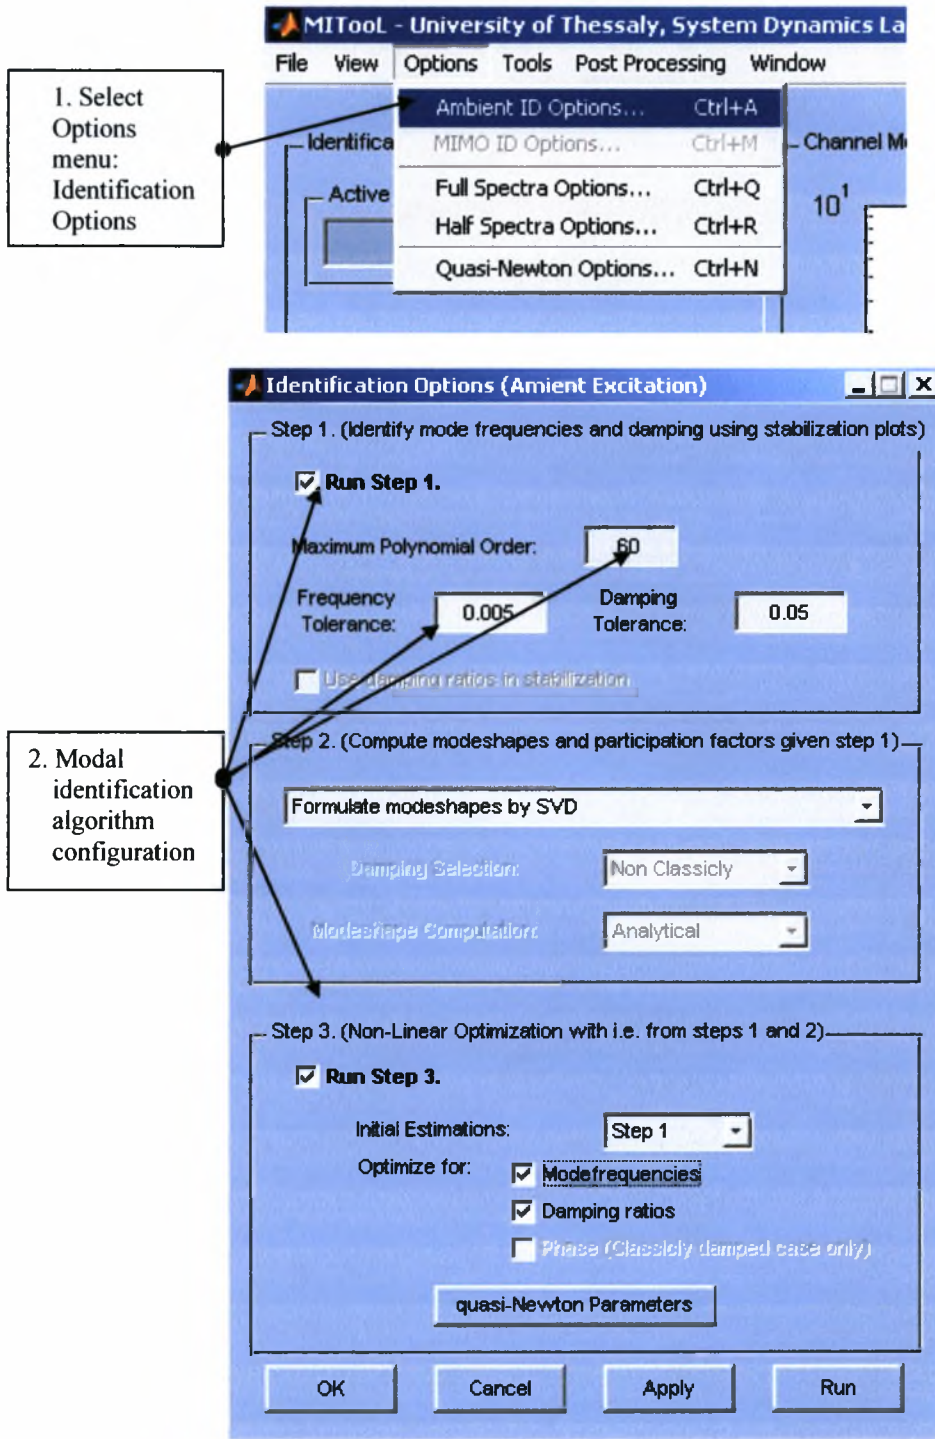 MITooL - University of Thessaly, System Dynamics La
File View Options Tools Post Processing Window
1. Select
Options
menu:
Identification
Options
Ambient ID Options... Ctrl+A
MIMO ID Options... Ctrl+M
Full Spectra Options... Ctrl+Q
Half Spectra Options... Ctrl+R
Quasi-Newton Options... Ctrl+N
Identifica
Active
Channel M
10¹
Identification Options (Amient Excitation)
Step 1. (Identify mode frequencies and damping using stabilization plots)
Run Step 1.
Maximum Polynomial Order: 60
Frequency
Tolerance: 0.005
Damping
Tolerance: 0.05
Use damping ratios in stabilization
2. Modal
identification
algorithm
configuration
Step 2. (Compute modeshapes and participation factors given step 1)
Formulate modeshapes by SVD
Damping Selection: Non Classicly
Modeshape Computation: Analytical
Step 3. (Non-Linear Optimization with i.e. from steps 1 and 2)
Run Step 3.
Initial Estimations: Step 1
Optimize for: Modefrequencies
Damping ratios
Phase (Classicly damped case only)
quasi-Newton Parameters
OK Cancel Apply Run